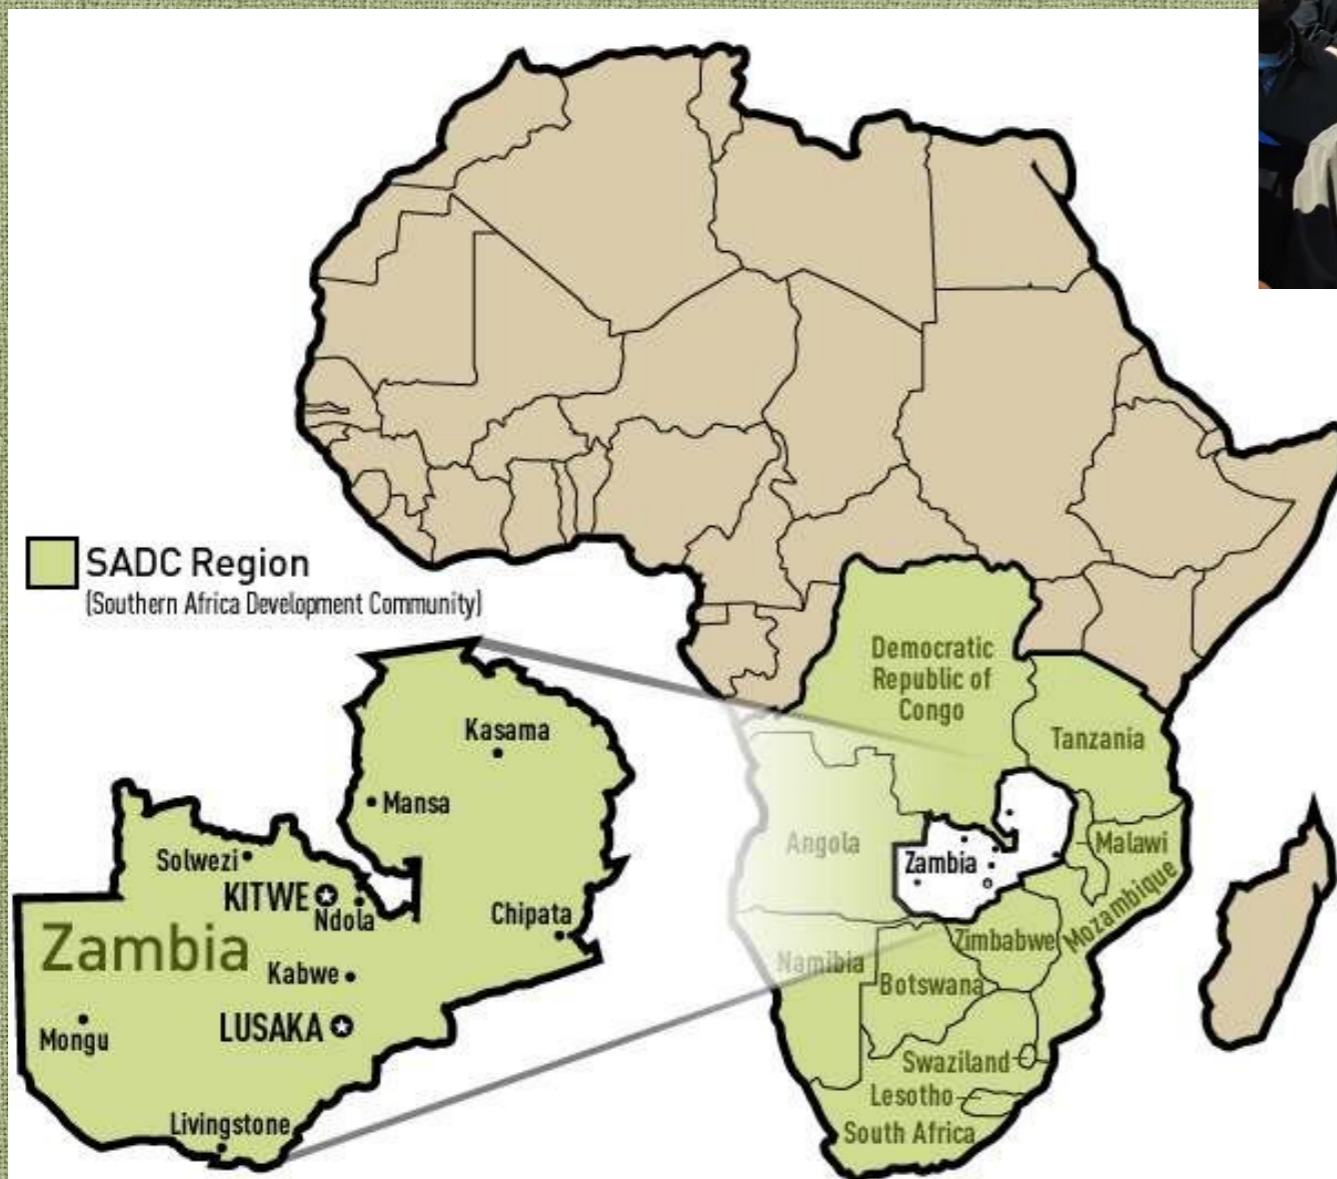 SADC Region
(Southern Africa Development Community)
Democratic
Republic of
Congo
Tanzania
Angola
Zambia
Malawi
Mozambique
Zimbabwe
Namibia
Botswana
Swaziland
Lesotho
South Africa
Kasama
Mansa
Solwezi
KITWE
Ndola
Chipata
Zambia
Kabwe
LUSAKA
Mongu
Livingstone